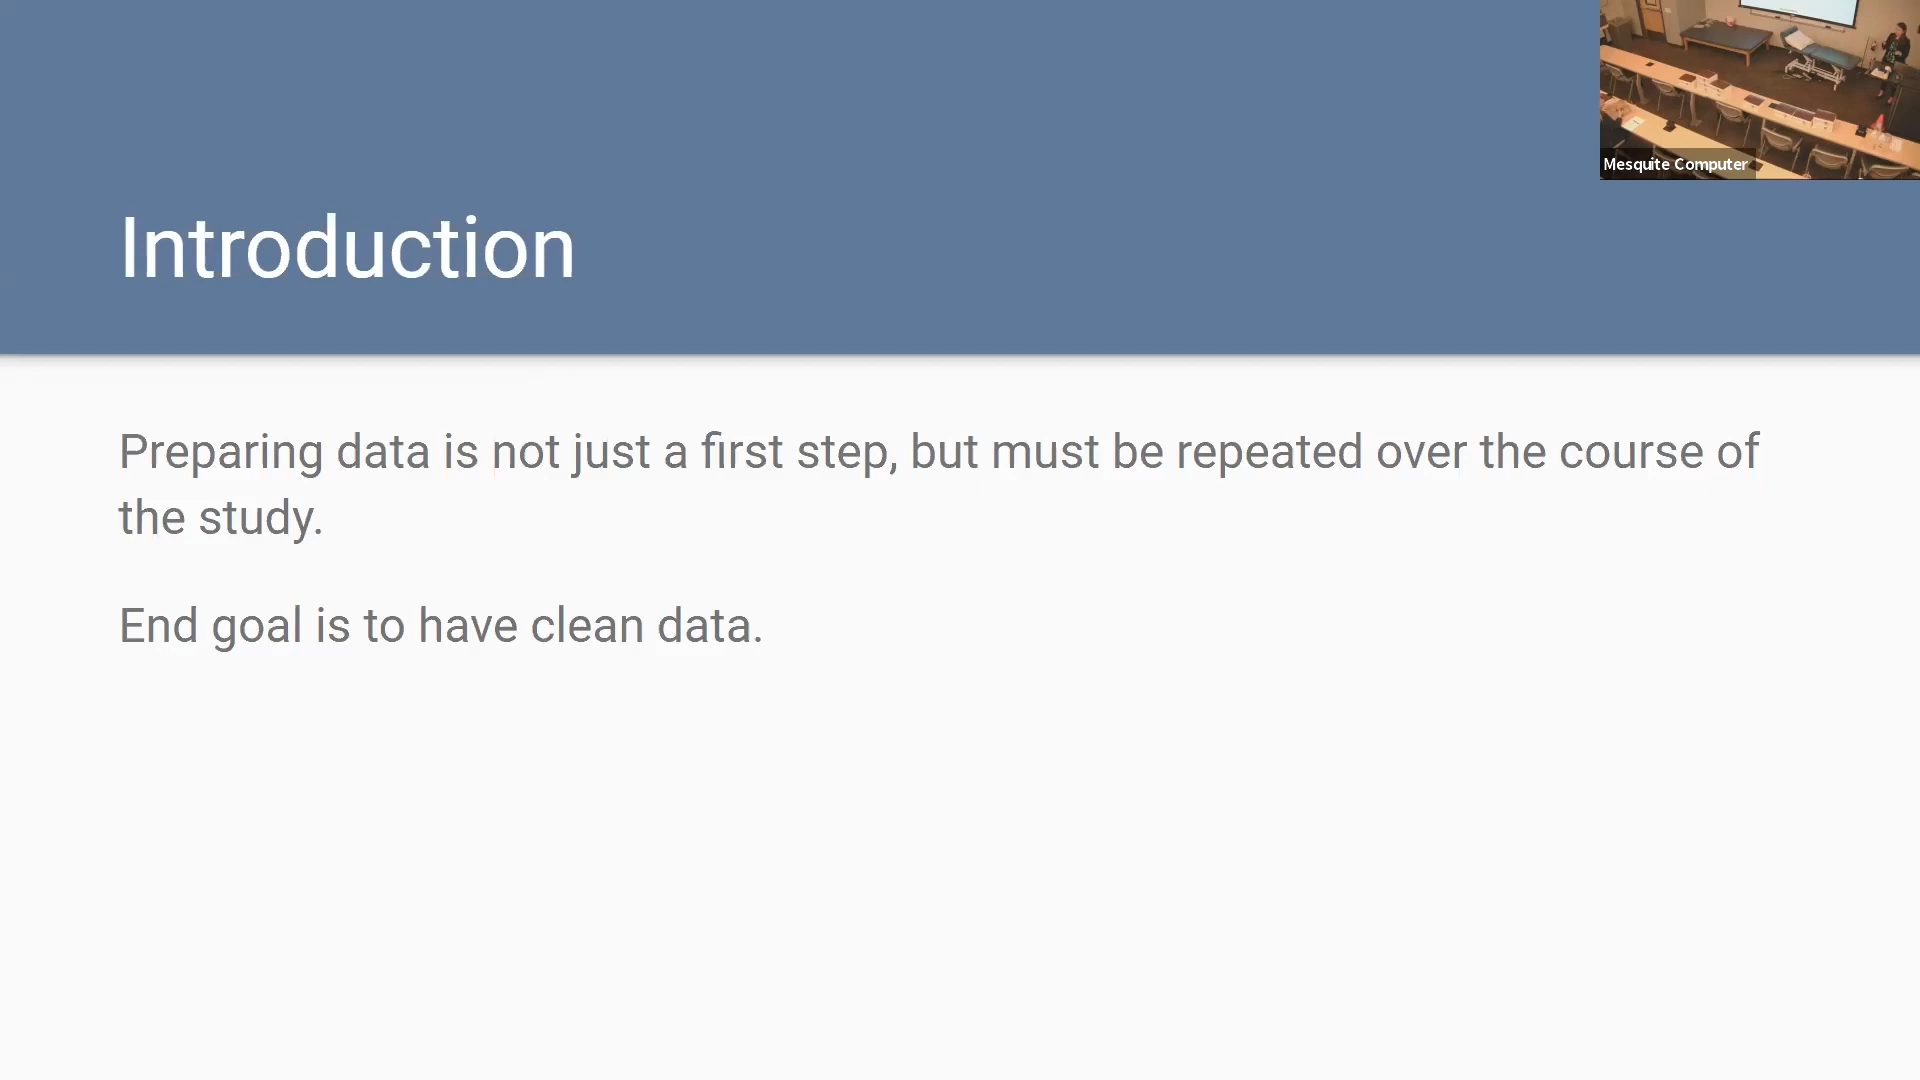 Mesquite Computer
Introduction
Preparing data is not just a first step, but must be repeated over the course of
the study.
End goal is to have clean data.